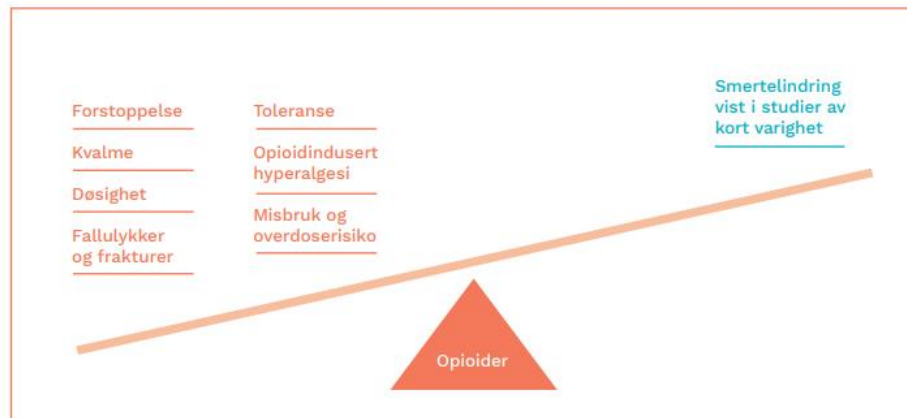 Forstoppelse
Kvalme
Døsighet
Fallulykker
og frakturer
Toleranse
Opioidindusert
hyperalgesi
Misbruk og
overdoserisiko
Smertelindring
vist i studier av
kort varighet
Opioider